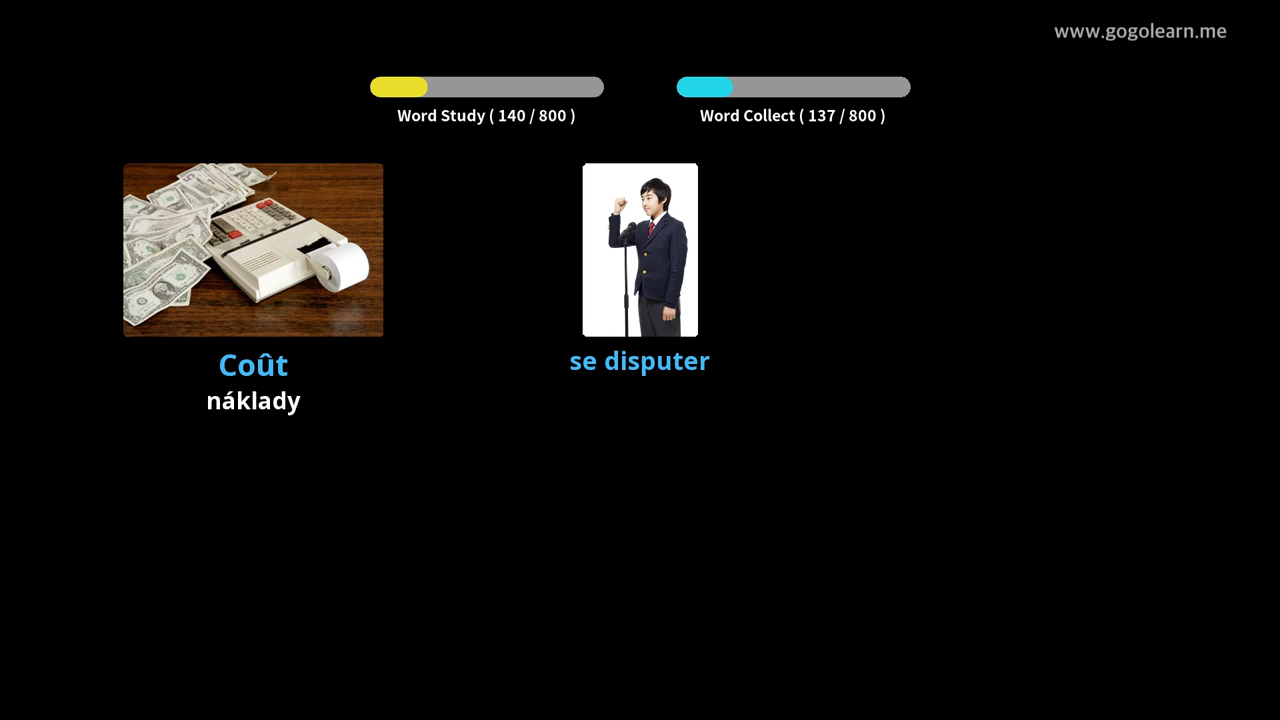 www.gogolearn.me
Word Study ( 140 / 800 )
Word Collect ( 137 / 800 )
Coût
náklady
se disputer